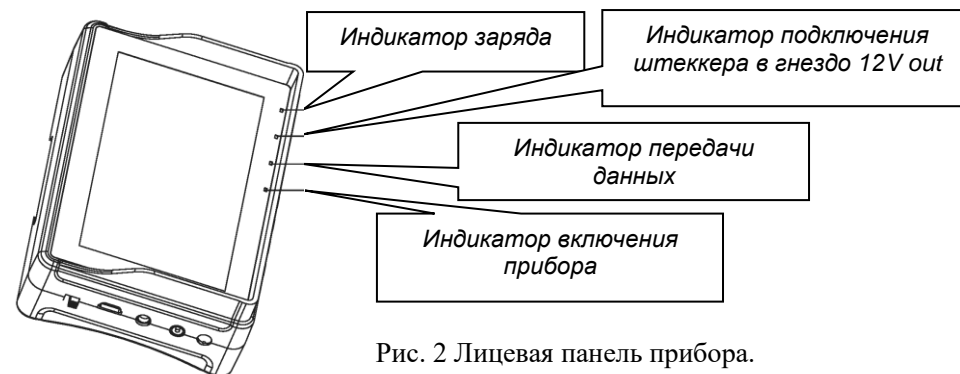 Индикатор заряда
Индикатор подключения
штеккера в гнездо 12V out
Индикатор передачи
данных
Индикатор включения
прибора
Рис. 2 Лицевая панель прибора.